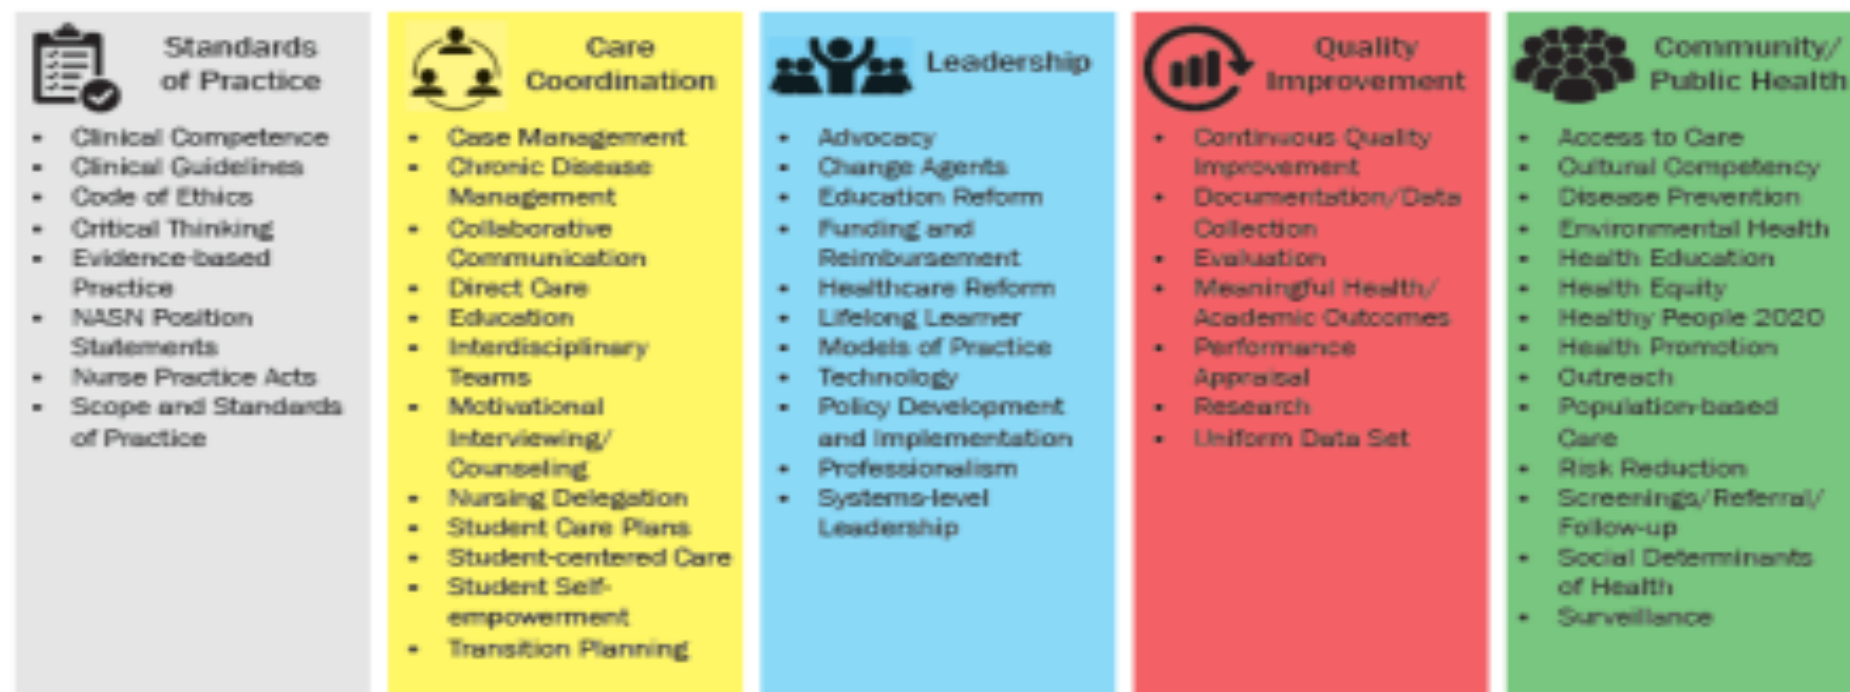 Standards
of Practice
• Clinical Competence
• Clinical Guidelines
• Code of Ethics
• Critical Thinking
• Evidence-based
Practice
• NASN Position
Statements
• Nurse Practice Acts
• Scope and Standards
of Practice
Care
Coordination
• Case Management
• Chronic Disease
Management
• Collaborative
Communication
• Direct Care
• Education
• Interdisciplinary
Teams
• Motivational
Interviewing/
Counseling
• Nursing Delegation
• Student Care Plans
• Student-centered Care
• Student Self-
empowerment
• Transition Planning
Leadership
• Advocacy
• Change Agents
• Education Reform
• Funding and
Reimbursement
• Healthcare Reform
• Lifelong Learner
• Models of Practice
• Technology
• Policy Development
and Implementation
• Professionalism
• Systems-level
Leadership
Quality
Improvement
• Continuous Quality
Improvement
• Documentation/Data
Collection
• Evaluation
• Meaningful Health/
Academic Outcomes
• Performance
Appraisal
• Research
• Uniform Data Set
Community/
Public Health
• Access to Care
• Cultural Competency
• Disease Prevention
• Environmental Health
• Health Education
• Health Equity
• Healthy People 2020
• Health Promotion
• Outreach
• Population-based
Care
• Risk Reduction
• Screenings/Referral/
Follow-up
• Social Determinants
of Health
• Surveillance